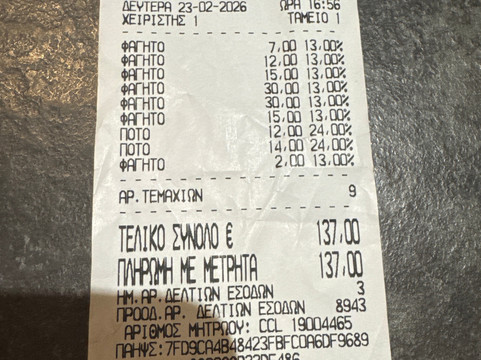 ΔΕΥΤΕΡΑ 23-02-2026 ΩΡΑ 16:56
ΧΕΙΡΙΣΤΗΣ 1 ΤΑΜΕΙΟ 1
ΦΑΓΗΤΟ 7,00 13,00%
ΦΑΓΗΤΟ 12,00 13,00%
ΦΑΓΗΤΟ 15,00 13,00%
ΦΑΓΗΤΟ 30,00 13,00%
ΦΑΓΗΤΟ 30,00 13,00%
ΦΑΓΗΤΟ 15,00 13,00%
ΠΟΤΟ 12,00 24,00%
ΠΟΤΟ 14,00 24,00%
ΦΑΓΗΤΟ 2,00 13,00%
ΑΡ.ΤΕΜΑΧΙΩΝ 9
ΤΕΛΙΚΟ ΣΥΝΟΛΟ € 137,00
ΠΛΗΡΩΜΗ ΜΕ ΜΕΤΡΗΤΑ 137,00
ΗΜ.ΑΡ.ΔΕΛΤΙΩΝ ΕΣΟΔΩΝ 3
ΠΡΟΟΔ.ΑΡ. ΔΕΛΤΙΩΝ ΕΣΟΔΩΝ 8943
ΑΡΙΘΜΟΣ ΜΗΤΡΩΟΥ: CCL 19004465
ΠΑΗΨΣ:7FD9CA4B48423FBFC0A6DF9689